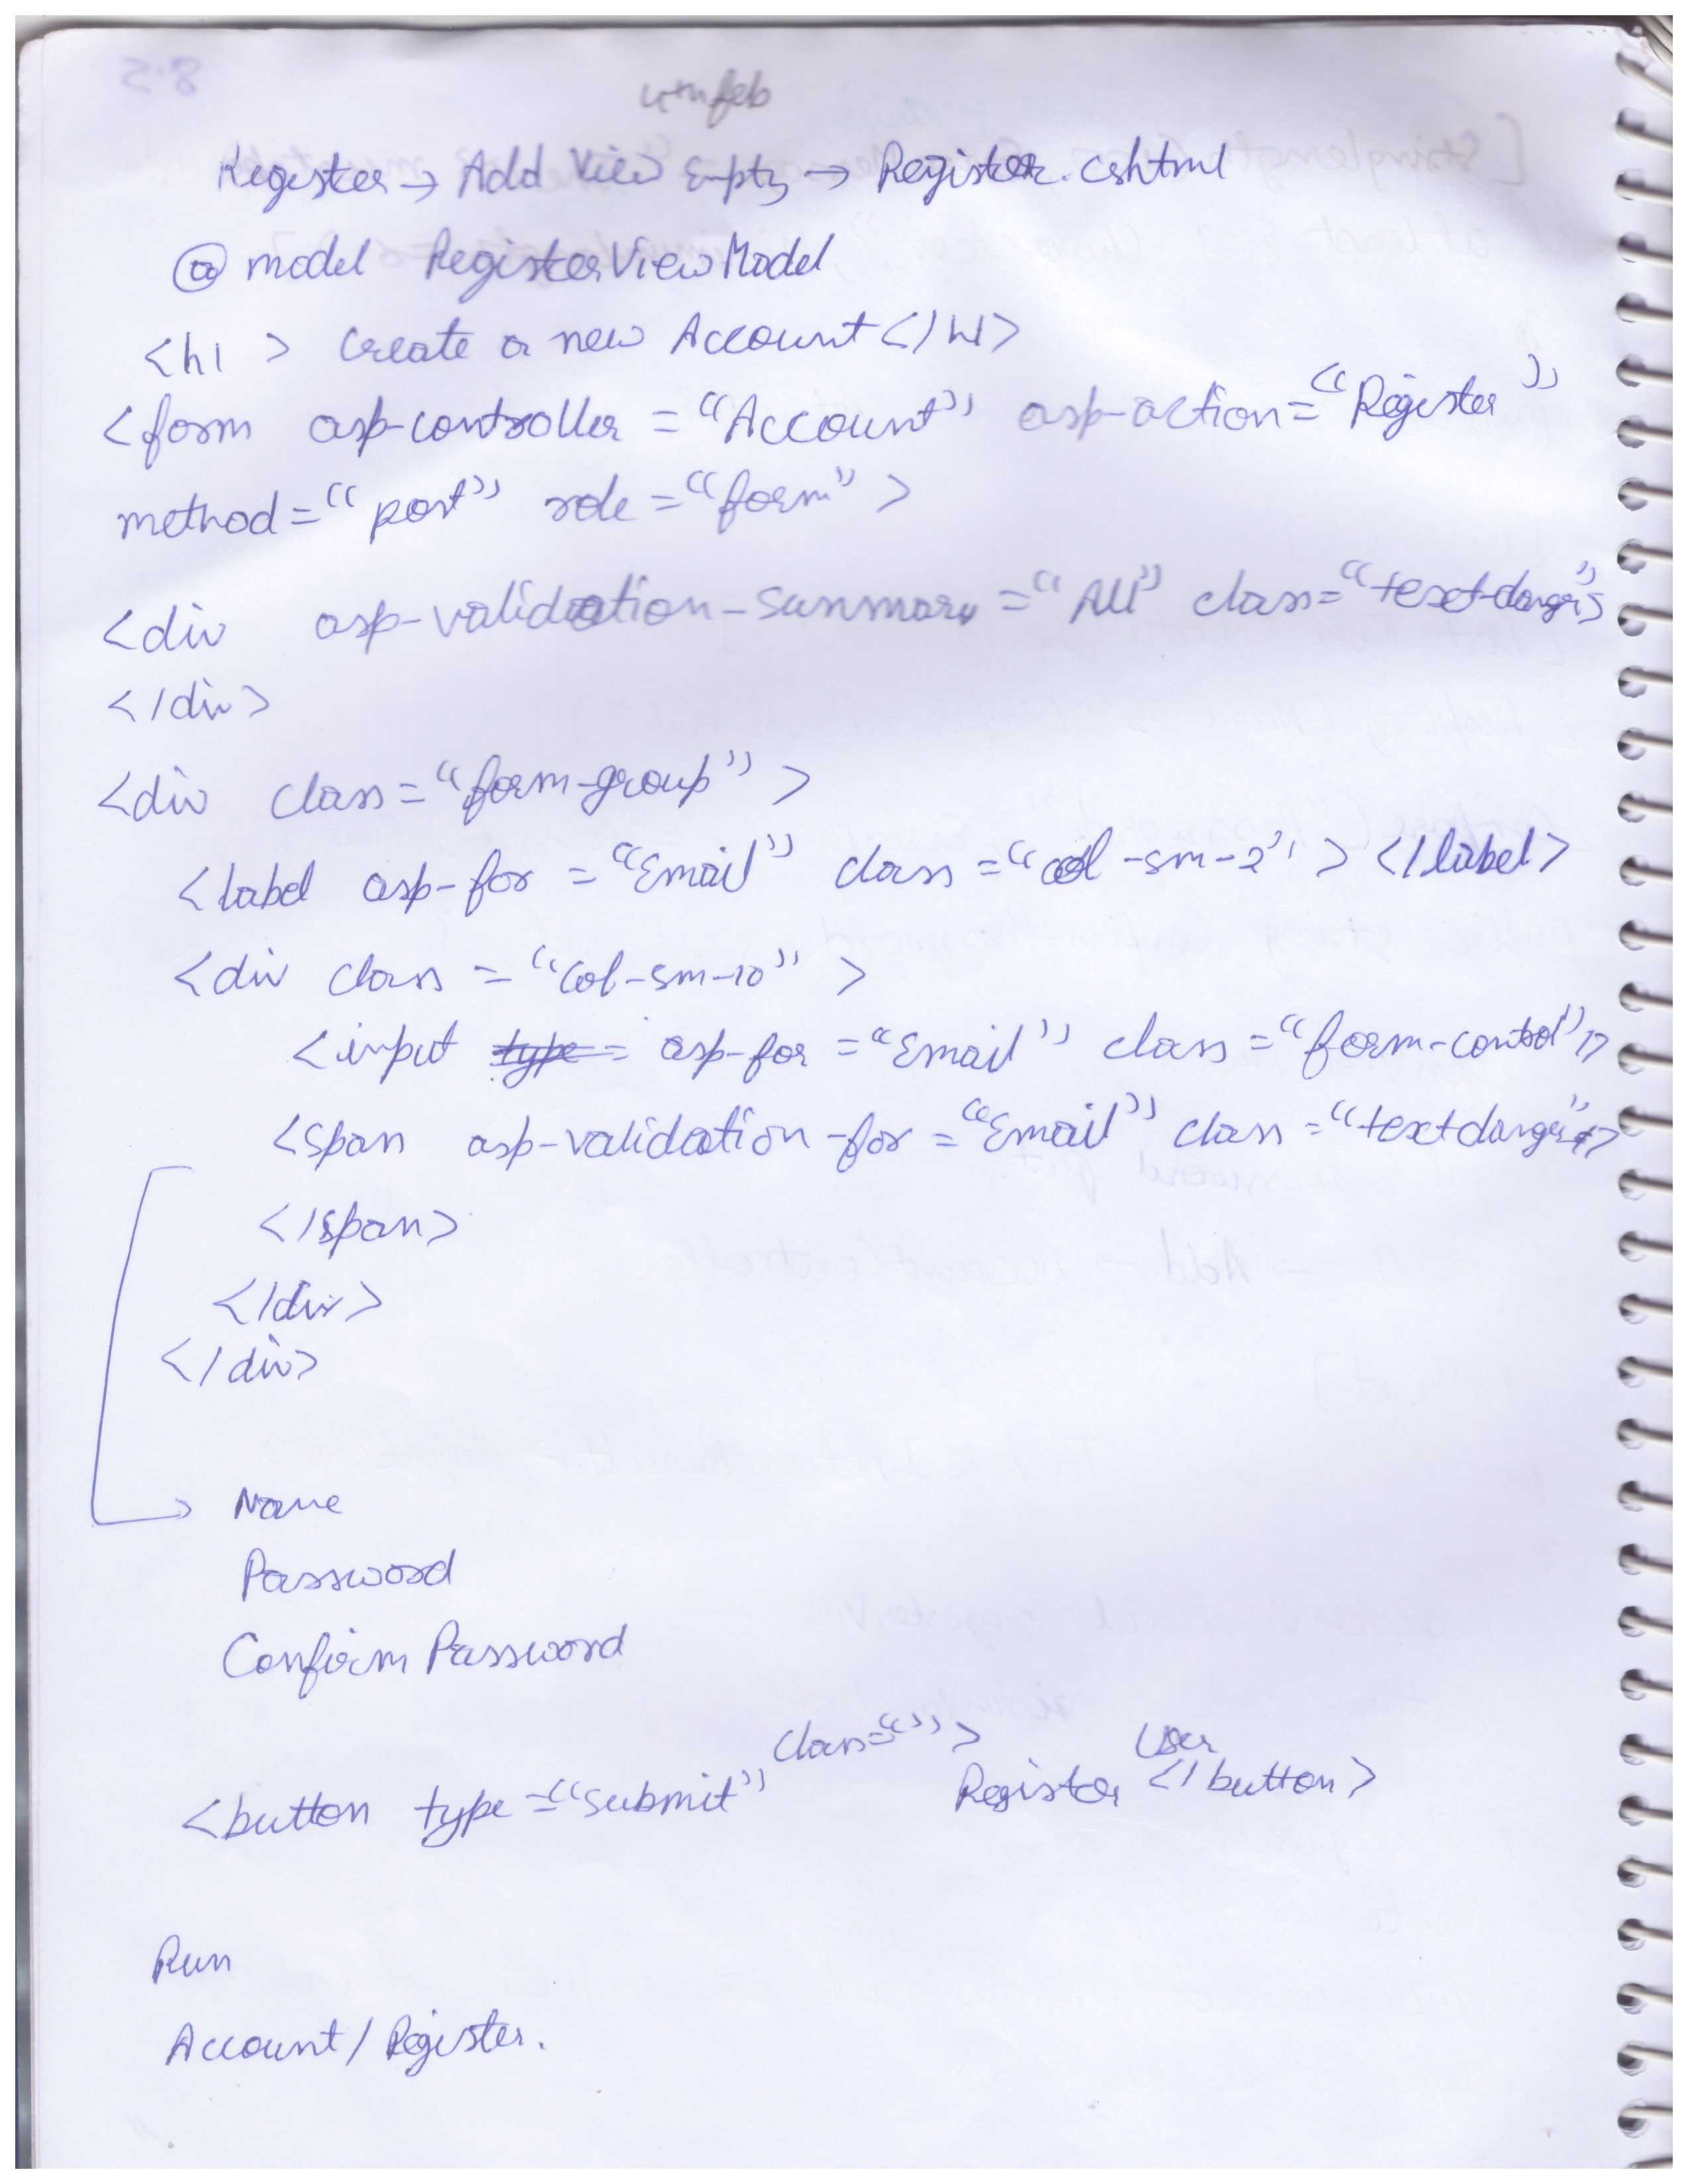 4th feb
Register → Add View Empty → Register.cshtml
@ model RegisterViewModel
<h1 > Create a new Account</h1>
<form asp-controller = "Account" asp-action= "Register"
method= "post" role = "form" >
<div asp-validation-summary = "All" class= "text-danger">
</div>
<div class= "form-group" >
<label asp-for = "Email" class = "col-sm-2" > </label>
<div class = "col-sm-10" >
<input type= asp-for = "Email" class = "form-control"/>
<span asp-validation-for = "Email" class = "text danger">
</span>
</div>
</div>
Name
Password
Confirm Password
<button type = "submit" class="" > Register User </button>
Run
Account/Register.